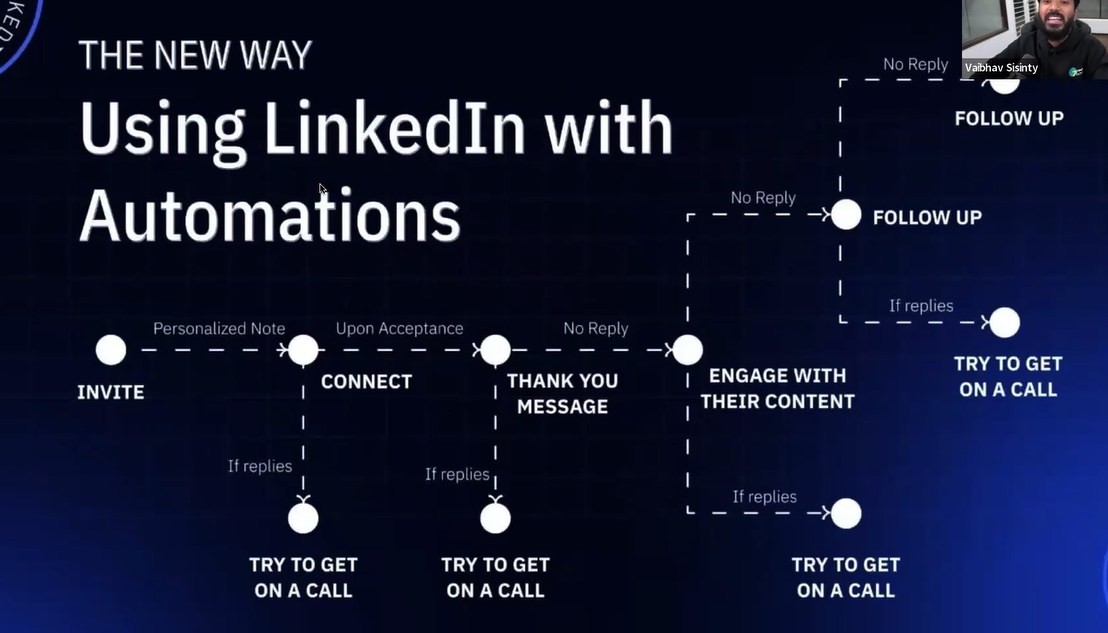 THE NEW WAY
Using LinkedIn with
Automations
Vaibhav Sisinty
No Reply
FOLLOW UP
No Reply
FOLLOW UP
If replies
TRY TO GET
ON A CALL
Personalized Note
Upon Acceptance
No Reply
INVITE
CONNECT
THANK YOU
MESSAGE
ENGAGE WITH
THEIR CONTENT
If replies
If replies
If replies
TRY TO GET
ON A CALL
TRY TO GET
ON A CALL
TRY TO GET
ON A CALL